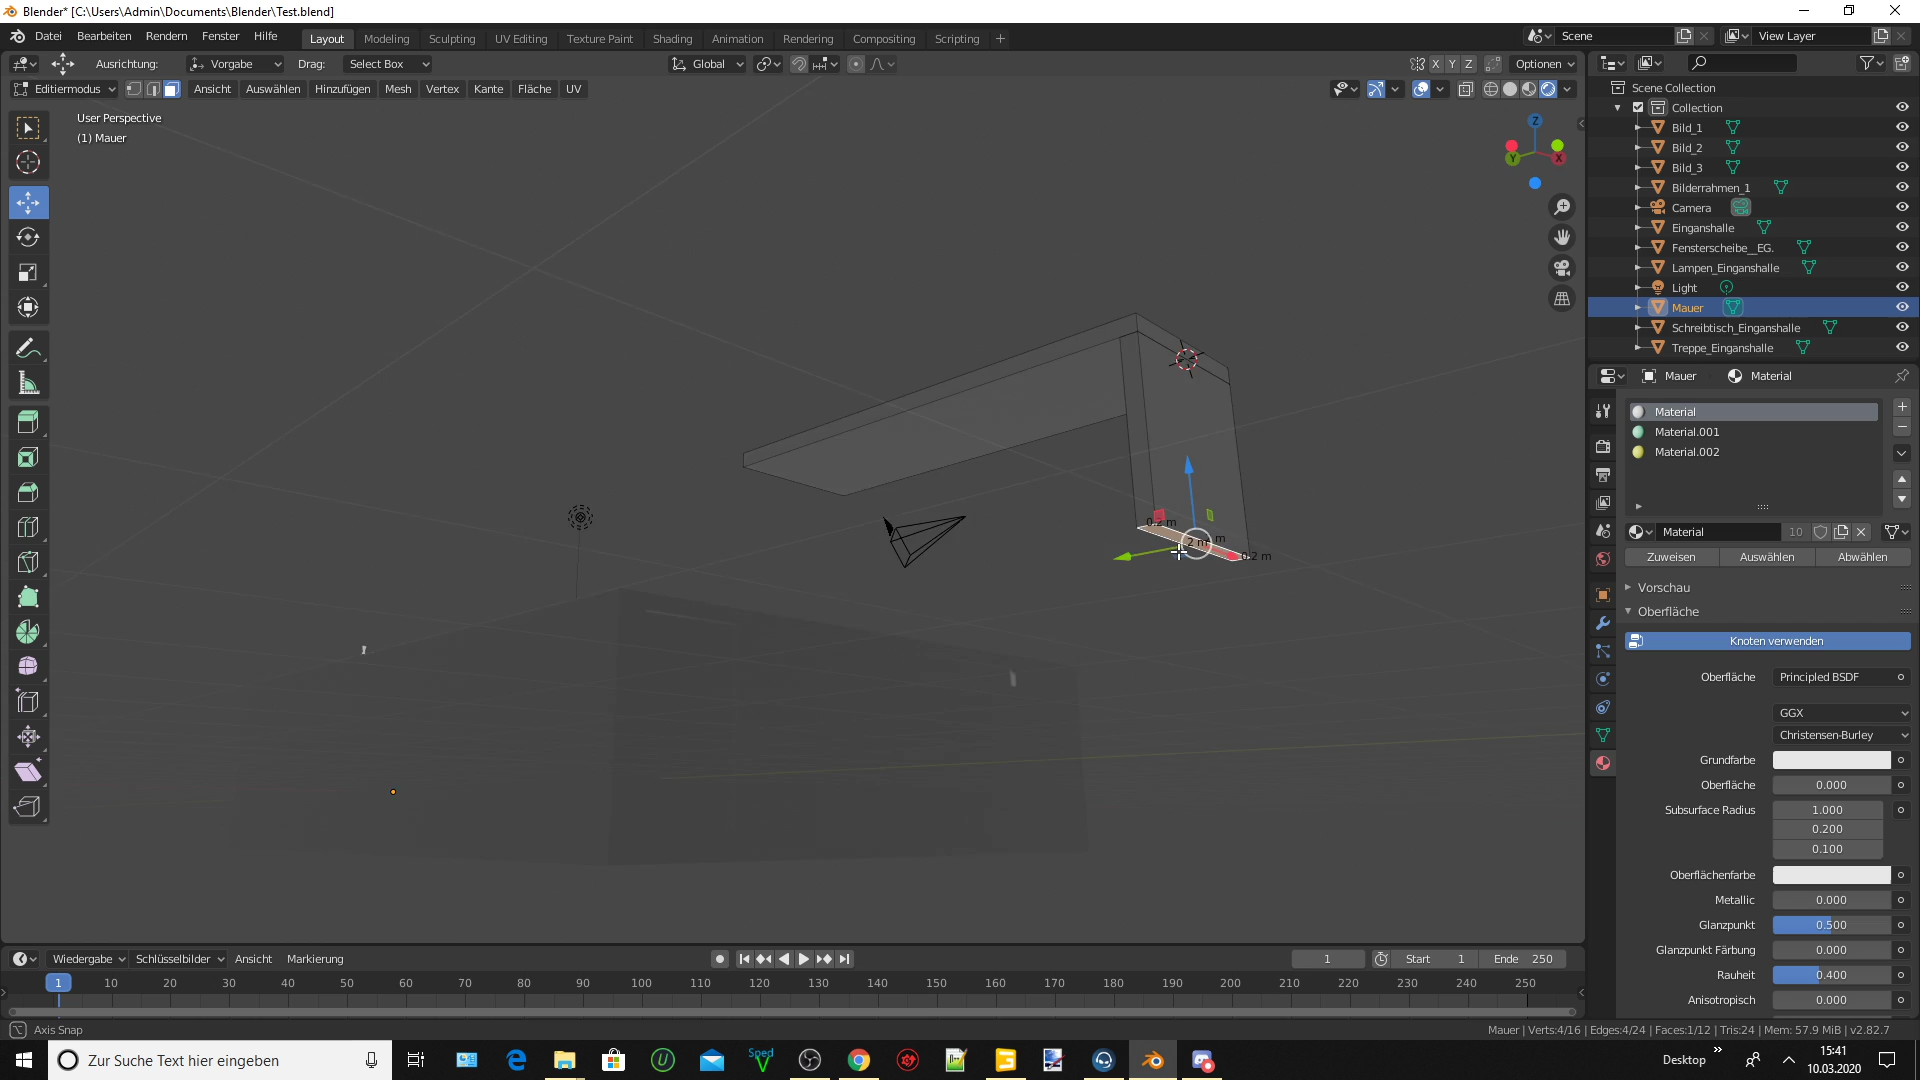 Blender* [C:\Users\Admin\Documents\Blender\Test.blend]
Datei Bearbeiten Rendern Fenster Hilfe
Layout Modeling Sculpting UV Editing Texture Paint Shading Animation Rendering Compositing Scripting +
Scene
View Layer
Ausrichtung: Vorgabe Drag: Select Box
Global
X Y Z Optionen
Editiermodus Ansicht Auswählen Hinzufügen Mesh Vertex Kante Fläche UV
User Perspective
(1) Mauer
Z
Y X
2 m
0.2 m
Scene Collection
Collection
Bild_1
Bild_2
Bild_3
Bilderrahmen_1
Camera
Einganshalle
Fensterscheibe__EG.
Lampen_Einganshalle
Light
Mauer
Schreibtisch_Einganshalle
Treppe_Einganshalle
Mauer Material
Material
Material.001
Material.002
Material 10
Zuweisen Auswählen Abwählen
Vorschau
Oberfläche
Knoten verwenden
Oberfläche Principled BSDF
GGX
Christensen-Burley
Grundfarbe
Oberfläche 0.000
Subsurface Radius 1.000
0.200
0.100
Oberflächenfarbe
Metallic 0.000
Glanzpunkt 0.500
Glanzpunkt Färbung 0.000
Rauheit 0.400
Anisotropisch 0.000
Wiedergabe Schlüsselbilder Ansicht Markierung
1 Start 1 Ende 250
1 10 20 30 40 50 60 70 80 90 100 110 120 130 140 150 160 170 180 190 200 210 220 230 240 250
Axis Snap
Mauer | Verts:4/16 | Edges:4/24 | Faces:1/12 | Tris:24 | Mem: 57.9 MiB | v2.82.7
Zur Suche Text hier eingeben
Sped
Desktop »
15:41
10.03.2020